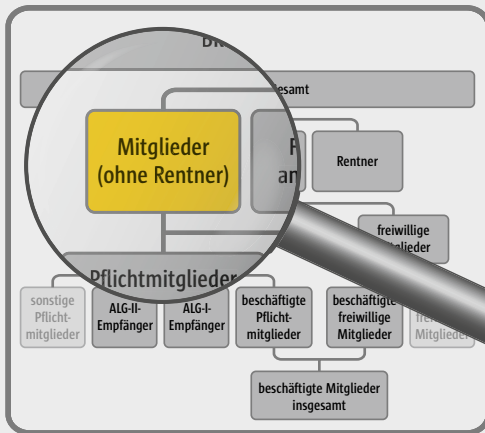 esamt
Mitglieder
(ohne Rentner)
Rentner
freiwillige
Pflichtmitglieder
sonstige
Pflicht-
mitglieder
ALG-II-
Empfänger
ALG-I-
Empfänger
beschäftigte
Pflicht-
mitglieder
beschäftigte
freiwillige
Mitglieder
Mitglieder
beschäftigte Mitglieder
insgesamt